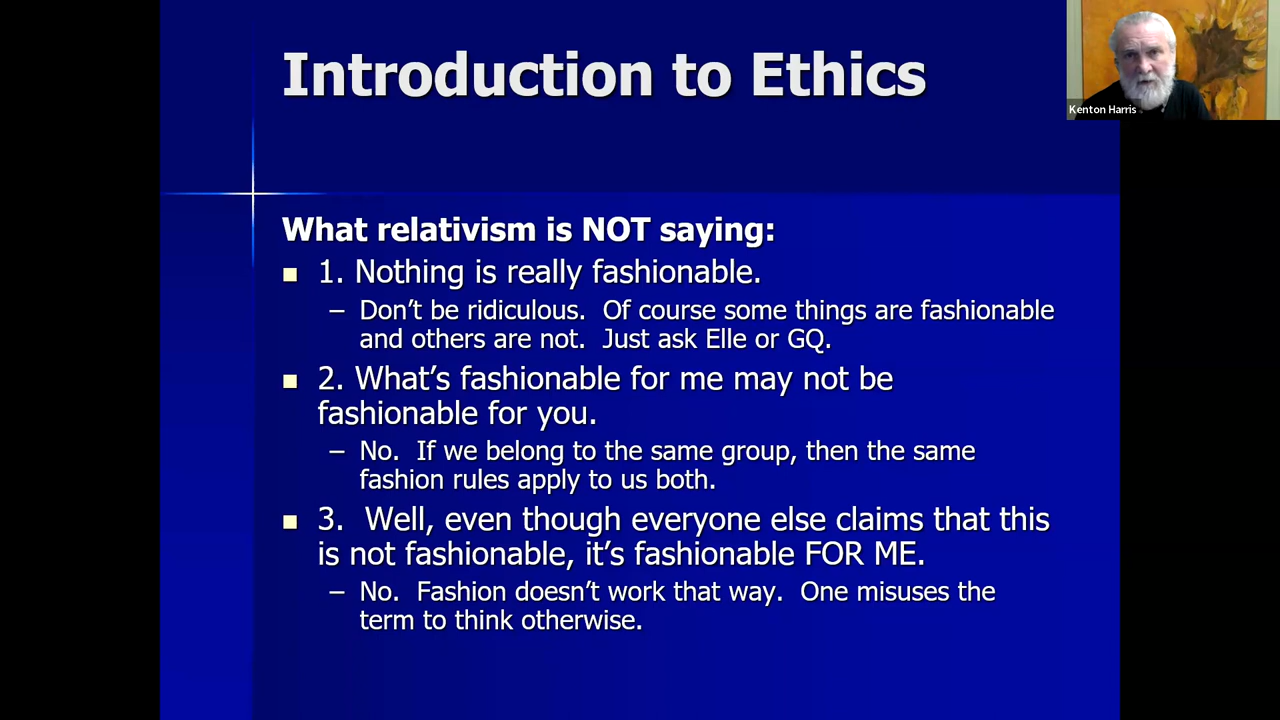 Introduction to Ethics
Kenton Harris
What relativism is NOT saying:
1. Nothing is really fashionable.
– Don’t be ridiculous.  Of course some things are fashionable
and others are not.  Just ask Elle or GQ.
2. What’s fashionable for me may not be
fashionable for you.
– No.  If we belong to the same group, then the same
fashion rules apply to us both.
3.  Well, even though everyone else claims that this
is not fashionable, it’s fashionable FOR ME.
– No.  Fashion doesn’t work that way.  One misuses the
term to think otherwise.